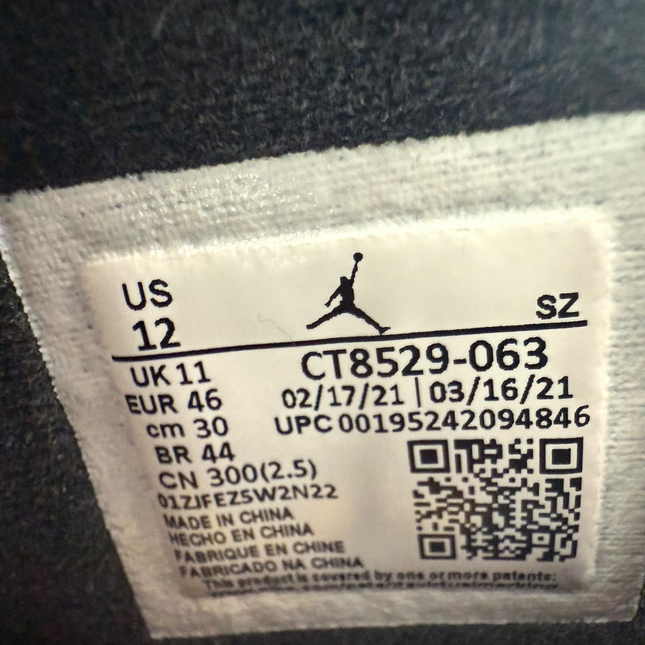 US
12
SZ
CT8529-063
UK 11
02/17/21 | 03/16/21
EUR 46
UPC 00195242094846
cm 30
BR 44
CN 300(2.5)
01ZJFEZ5W2N22
MADE IN CHINA
HECHO EN CHINA
FABRIQUE EN CHINE
FABRICADO NA CHINA
This product is covered by one or more patents: